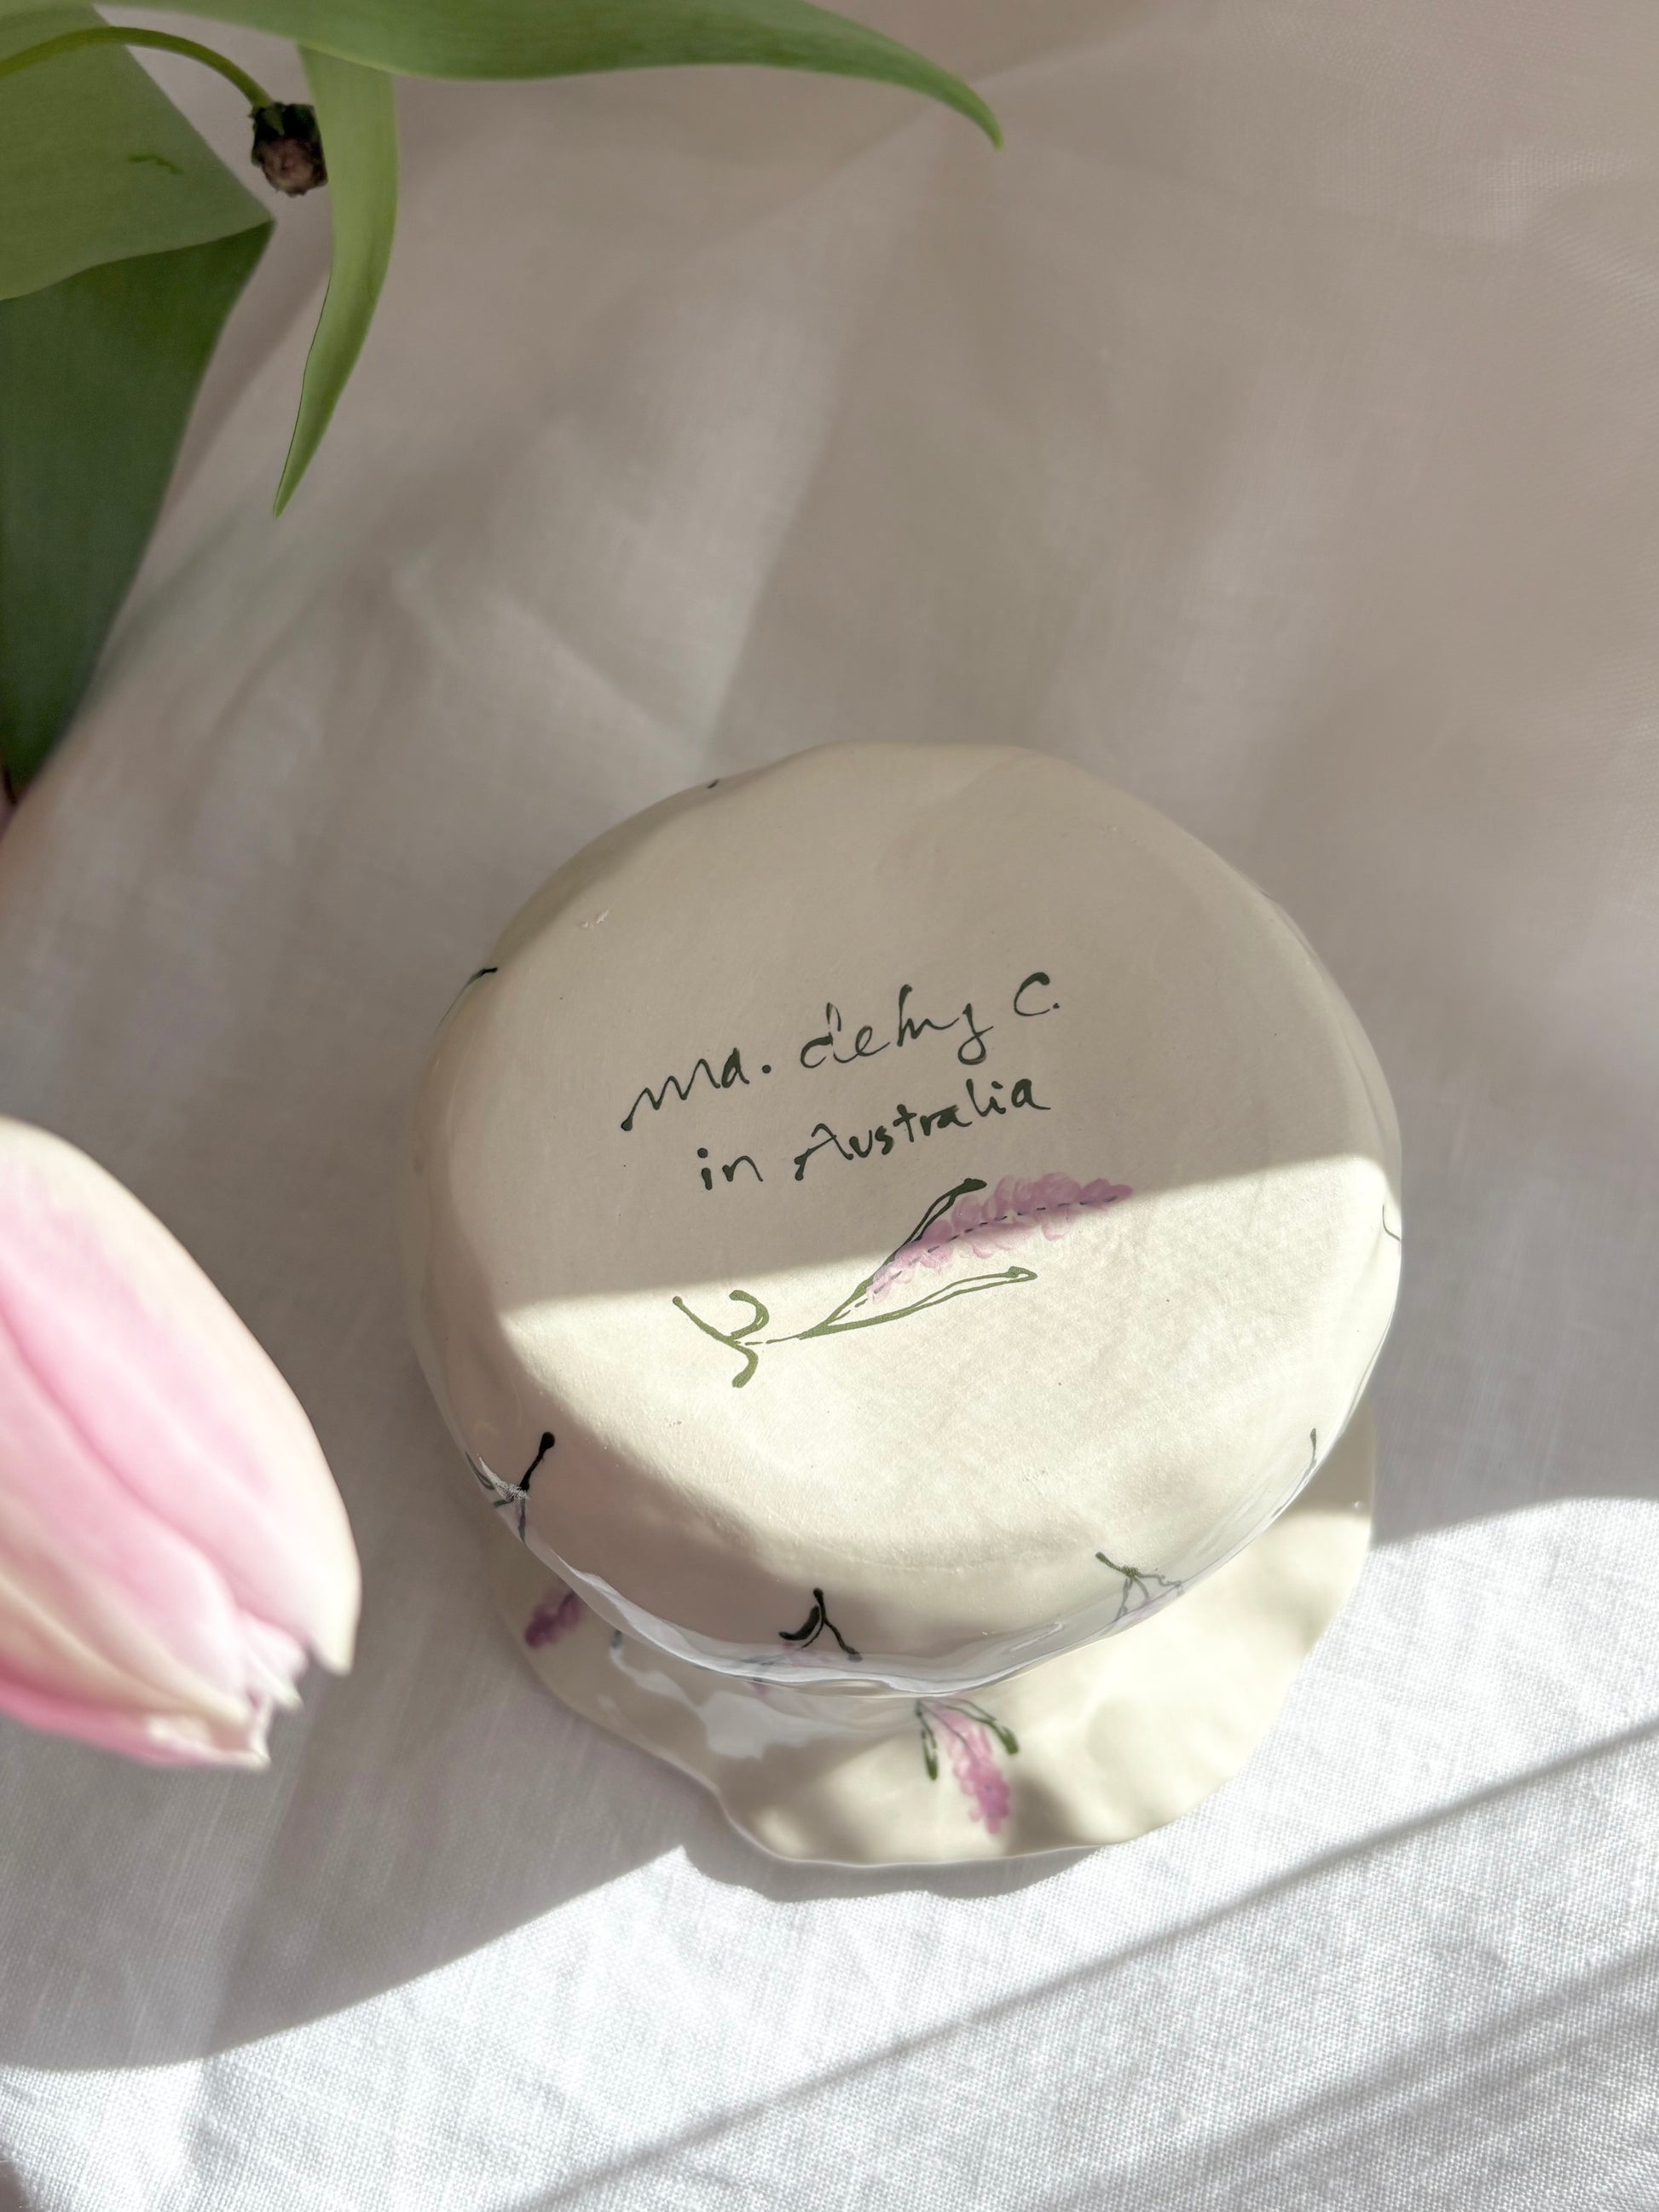 Ma. dehy C.
in Australia